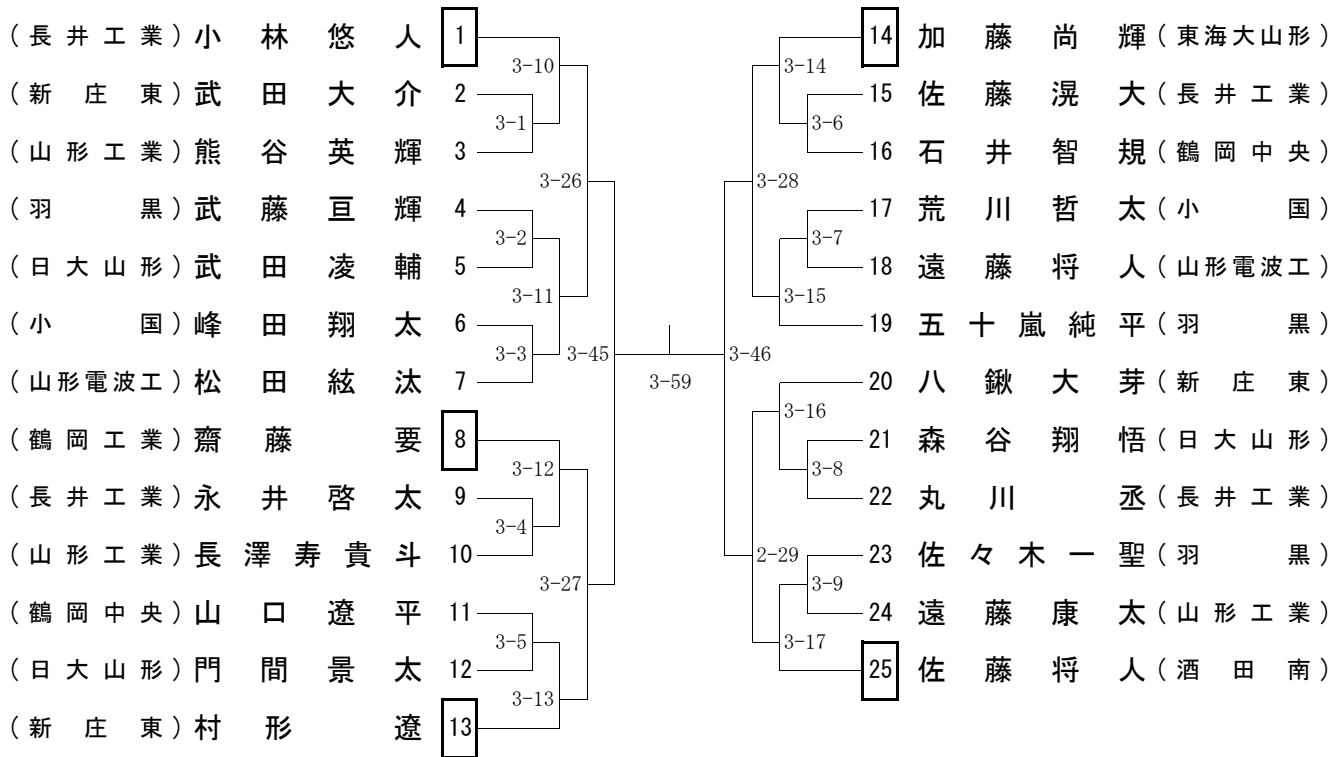 (長井工業) 小林悠人 1 14 加藤尚輝 (東海大山形)
3-10 3-14
(新庄東) 武田大介 2 15 佐藤滉大 (長井工業)
3-1 3-6
(山形工業) 熊谷英輝 3 16 石井智規 (鶴岡中央)
3-26 3-28
(羽黒) 武藤亘輝 4 17 荒川哲太 (小国)
3-2 3-7
(日大山形) 武田凌輔 5 18 遠藤将人 (山形電波工)
3-11 3-15
(小国) 峰田翔太 6 19 五十嵐純平 (羽黒)
3-3 3-45 3-46
(山形電波工) 松田絃汰 7 3-59 20 八鍬大芽 (新庄東)
3-16
(鶴岡工業) 齋藤要 8 21 森谷翔悟 (日大山形)
3-12 3-8
(長井工業) 永井啓太 9 22 丸川丞 (長井工業)
3-4
(山形工業) 長澤寿貴斗 10 2-29 23 佐々木一聖 (羽黒)
3-27 3-9
(鶴岡中央) 山口遼平 11 24 遠藤康太 (山形工業)
3-5 3-17
(日大山形) 門間景太 12 25 佐藤将人 (酒田南)
3-13
(新庄東) 村形遼 13